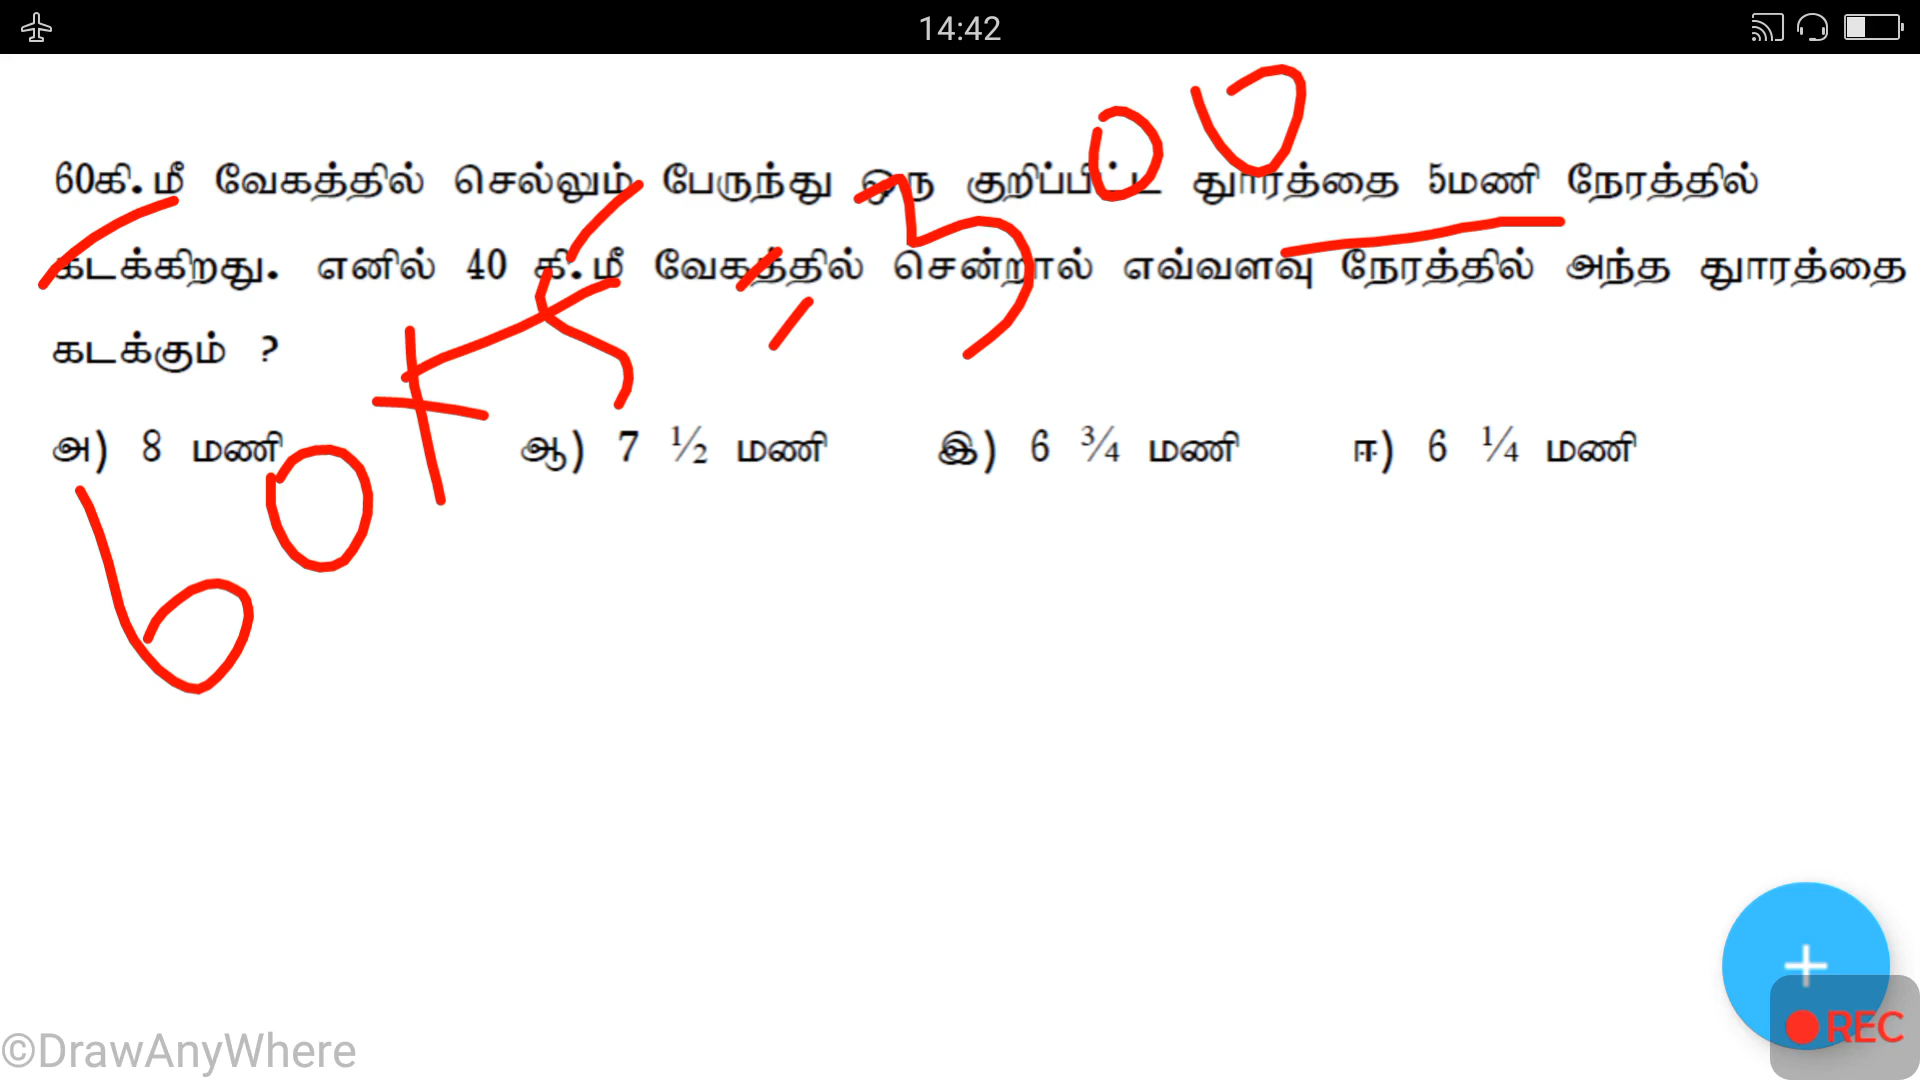 14:42
60கி.மீ வேகத்தில் செல்லும் பேருந்து ஒரு குறிப்பிட்ட துாரத்தை 5மணி நேரத்தில்
கடக்கிறது. எனில் 40 கி.மீ வேகத்தில் சென்றால் எவ்வளவு நேரத்தில் அந்த துாரத்தை
கடக்கும் ?
அ) 8 மணி ஆ) 7 ½ மணி இ) 6 ¾ மணி ஈ) 6 ¼ மணி
60 × 5 = 300
REC
©DrawAnyWhere